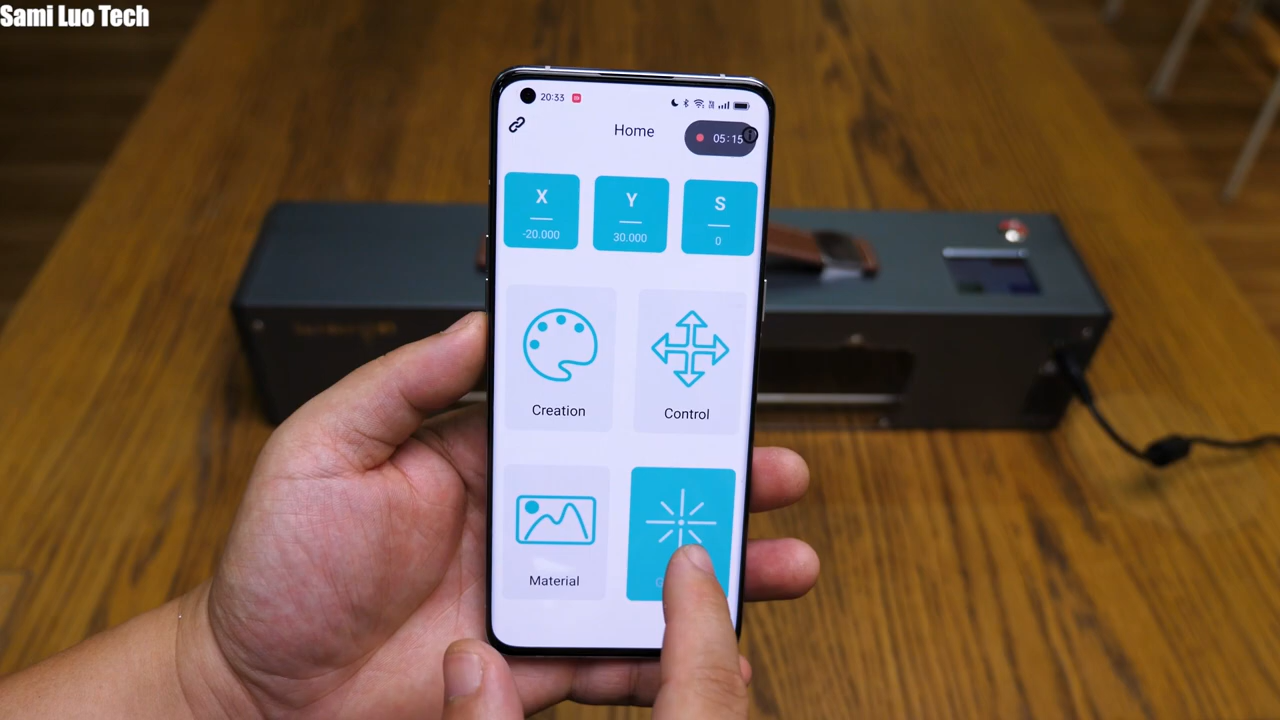 Sami Luo Tech
20:33
Home
05:15
X
Y
S
-20.000
30.000
0
Creation
Control
Material